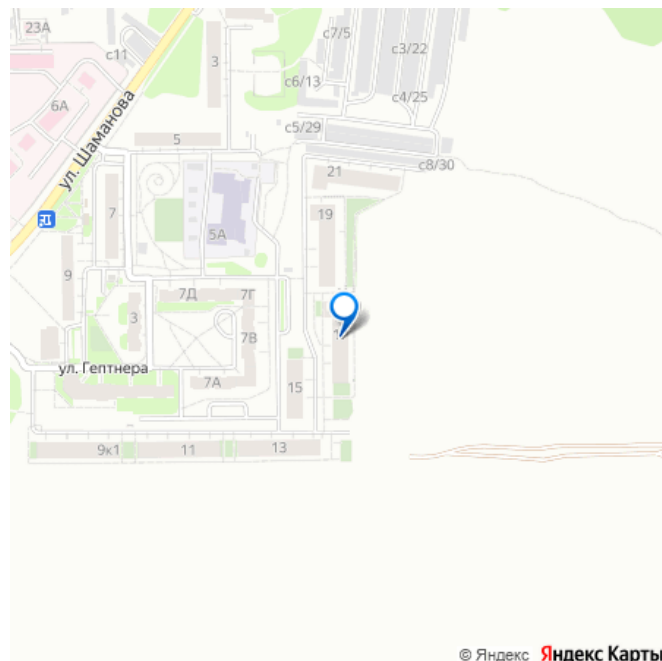 23А
с11
3
с7/5
с3/22
с6/13
с4/25
6А
ул. Шаманова
5
с5/29
с8/30
21
7
19
5А
9
7Д
7Г
3
7В
ул. Гептнера
7А
15
9к1
11
13
© Яндекс Яндекс Карты